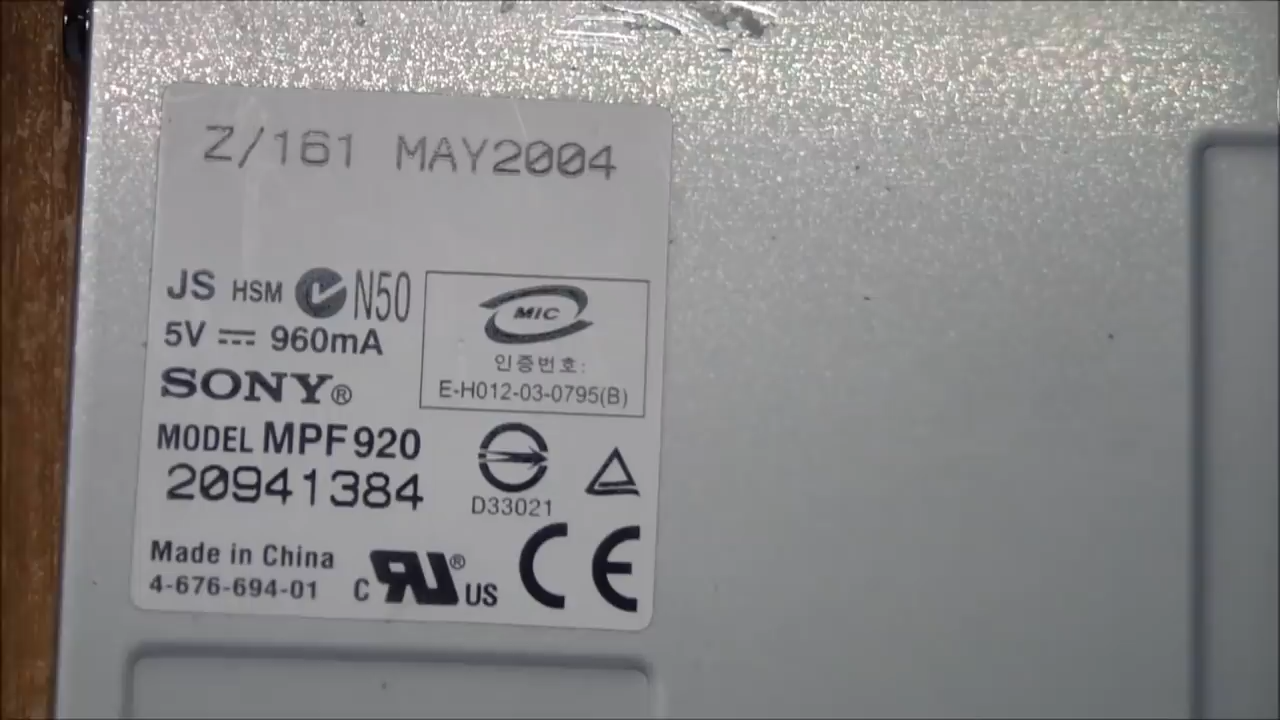 Z/161 MAY2004
JS HSM N50
5V ⎓ 960mA
SONY®
MIC
인증번호:
E-H012-03-0795(B)
MODEL MPF920
20941384
D33021
Made in China
4-676-694-01
C RU® US
CE